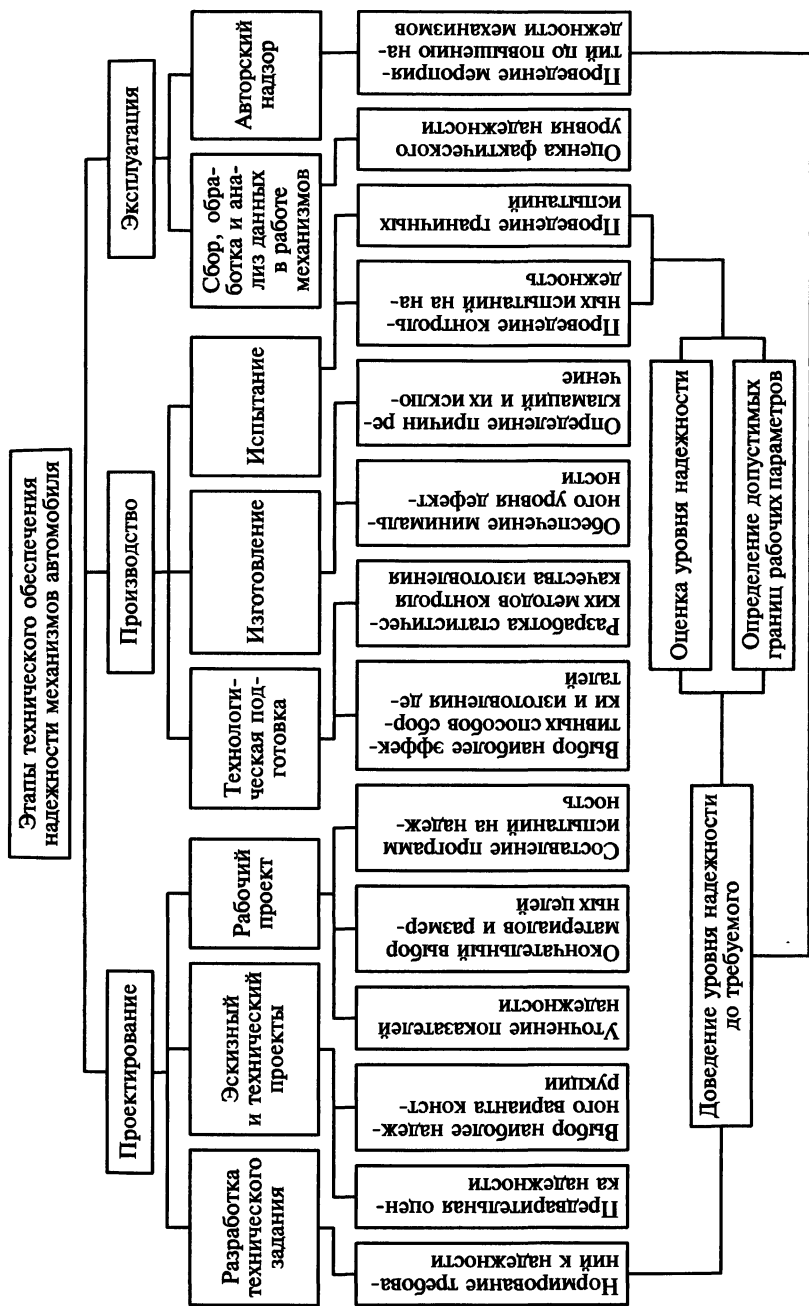 Этапы технического обеспечения
надежности механизмов автомобиля
Проектирование
Производство
Эксплуатация
Разработка
технического
задания
Эскизный
и технический
проекты
Рабочий
проект
Технологи-
ческая под-
готовка
Изготовление
Испытание
Сбор, обра-
ботка и ана-
лиз данных
в работе
механизмов
Авторский
надзор
Нормирование требова-
ний к надежности
Предварительная оцен-
ка надежности
Выбор наиболее надеж-
ного варианта конст-
рукции
Уточнение показателей
надежности
Окончательный выбор
материалов и размер-
ных целей
Составление программ
испытаний на надеж-
ность
Выбор наиболее эффек-
тивных способов сбор-
ки и изготовления де-
талей
Разработка статистичес-
ких методов контроля
качества изготовления
Обеспечение минималь-
ного уровня дефект-
ности
Определение причин ре-
кламаций и их исклю-
чение
Проведение контроль-
ных испытаний на на-
дежность
Проведение граничных
испытаний
Оценка фактического
уровня надежности
Проведение мероприя-
тий цо повышению на-
дежности механизмов
Доведение уровня надежности
до требуемого
Оценка уровня надежности
Определение допустимых
границ рабочих параметров